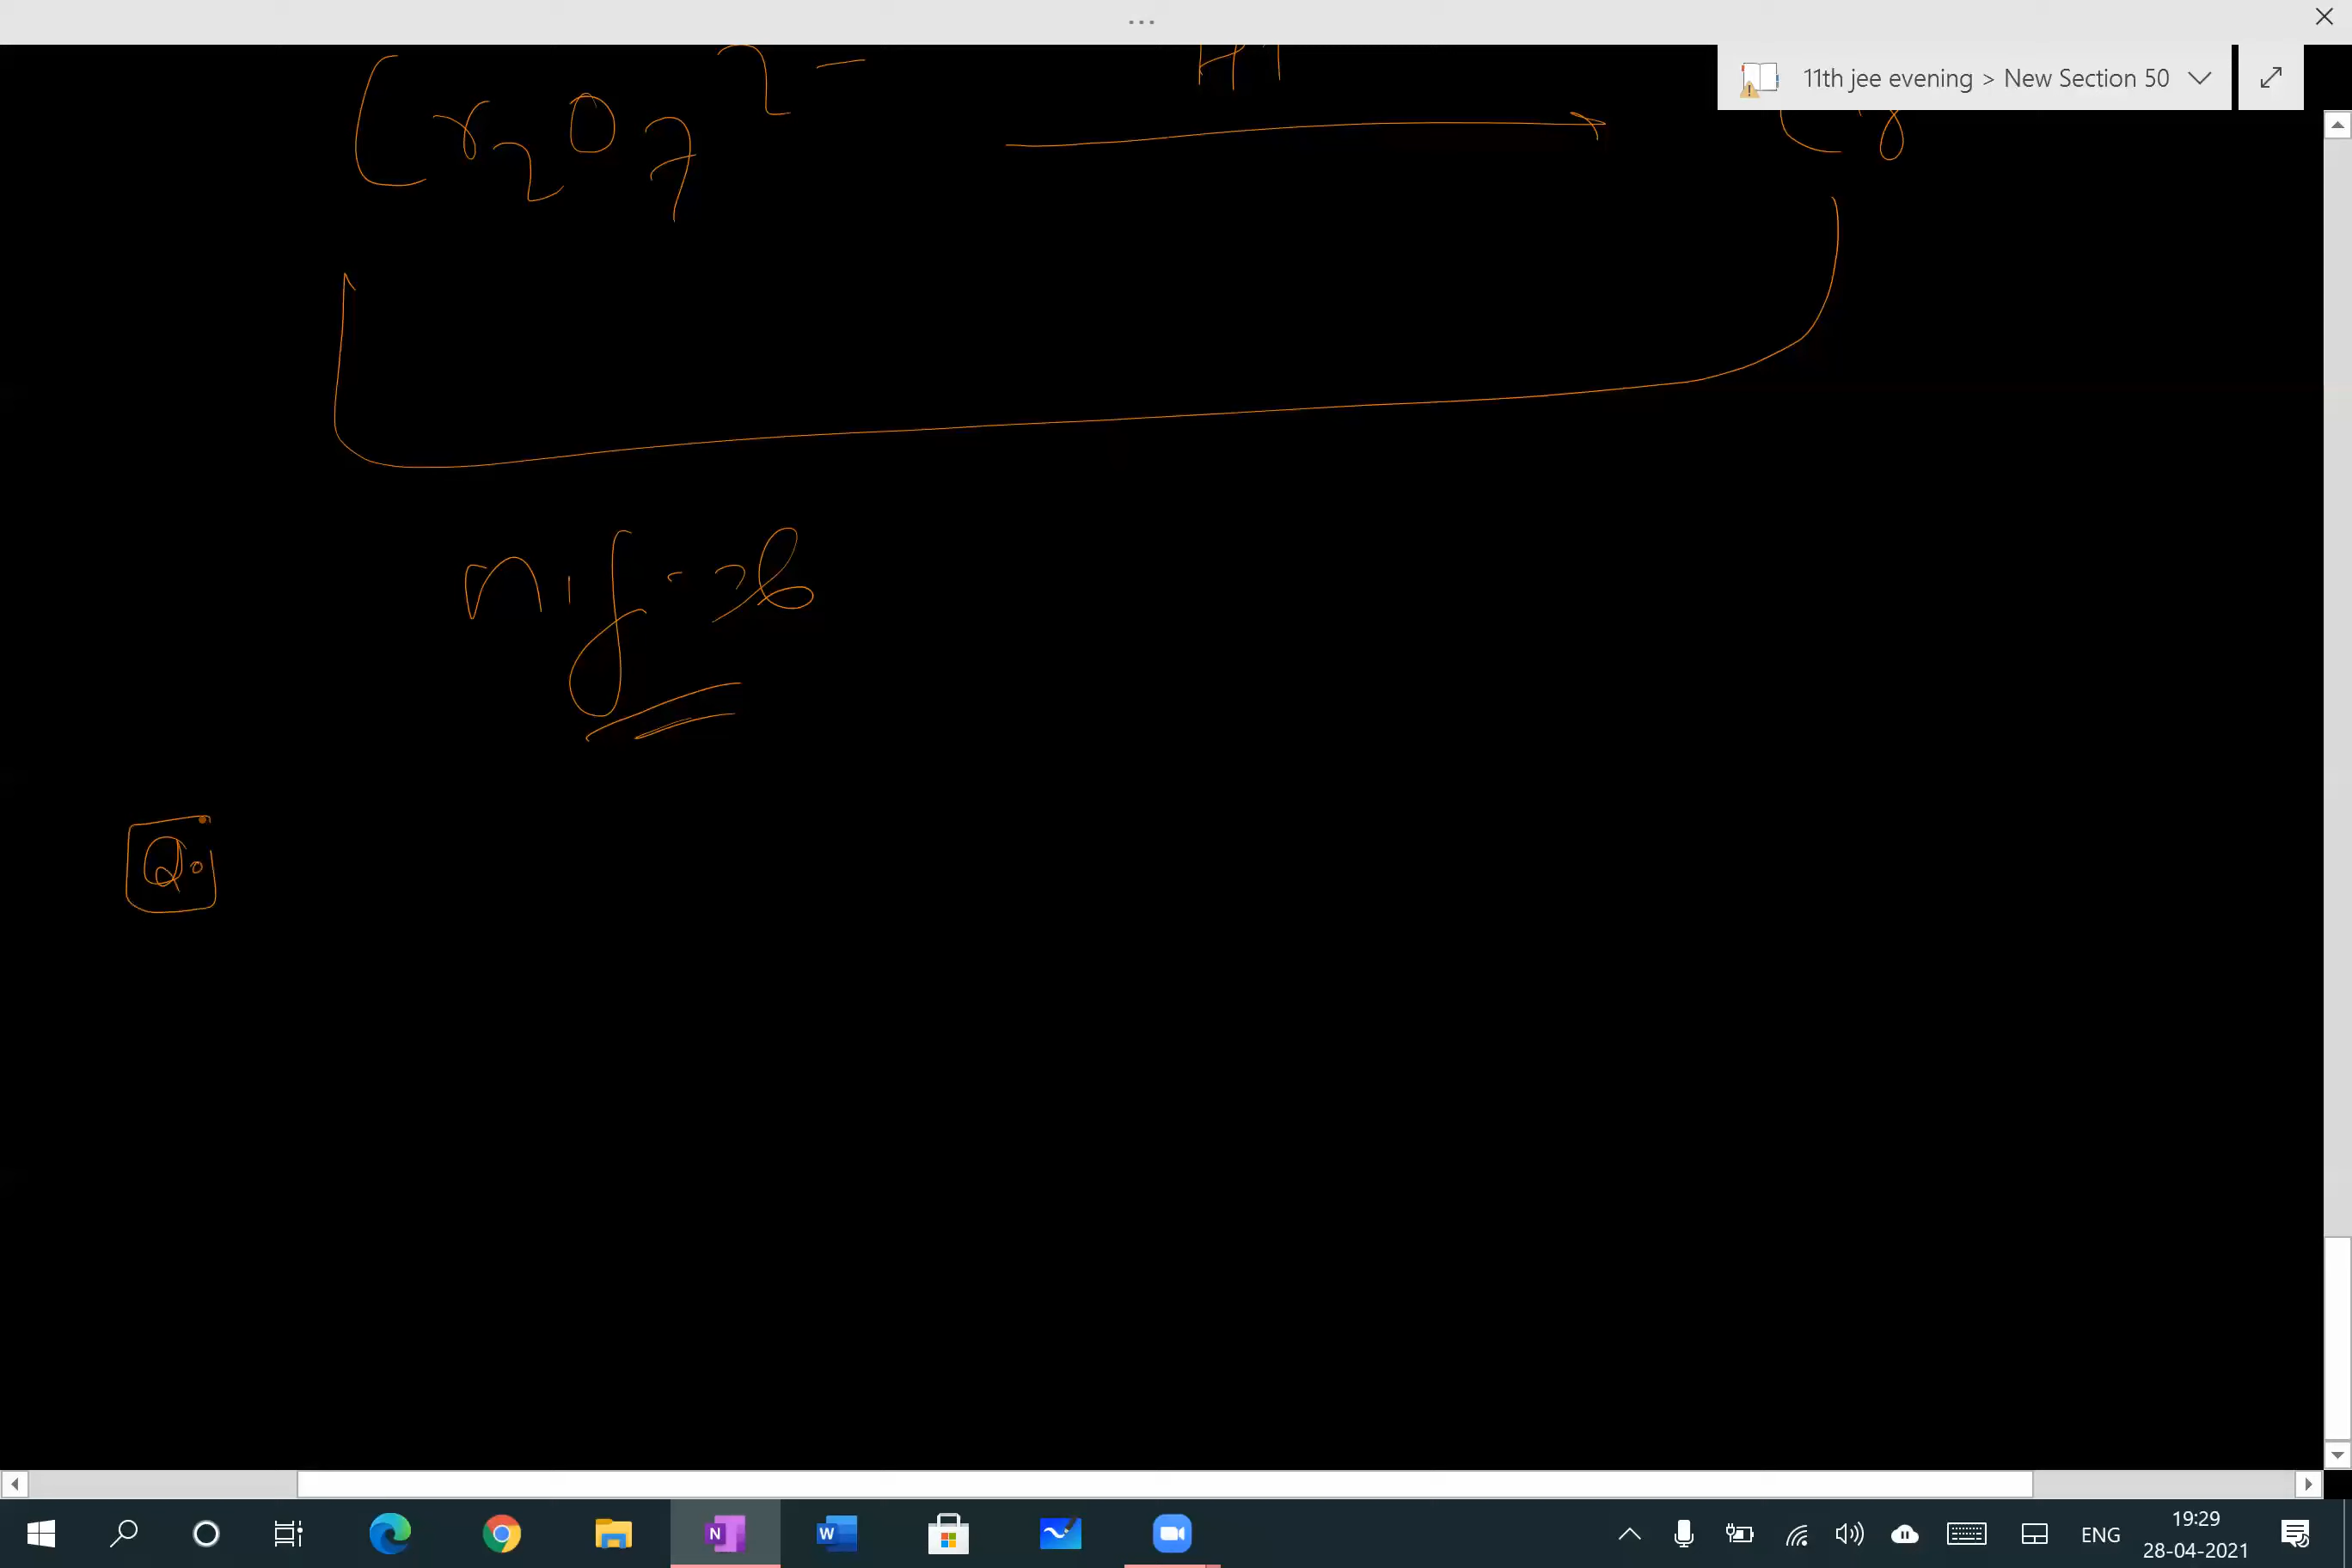 ...
11th jee evening > New Section 50
Cr2O7 2-
n.f = 6
Q.
ENG
19:29
28-04-2021